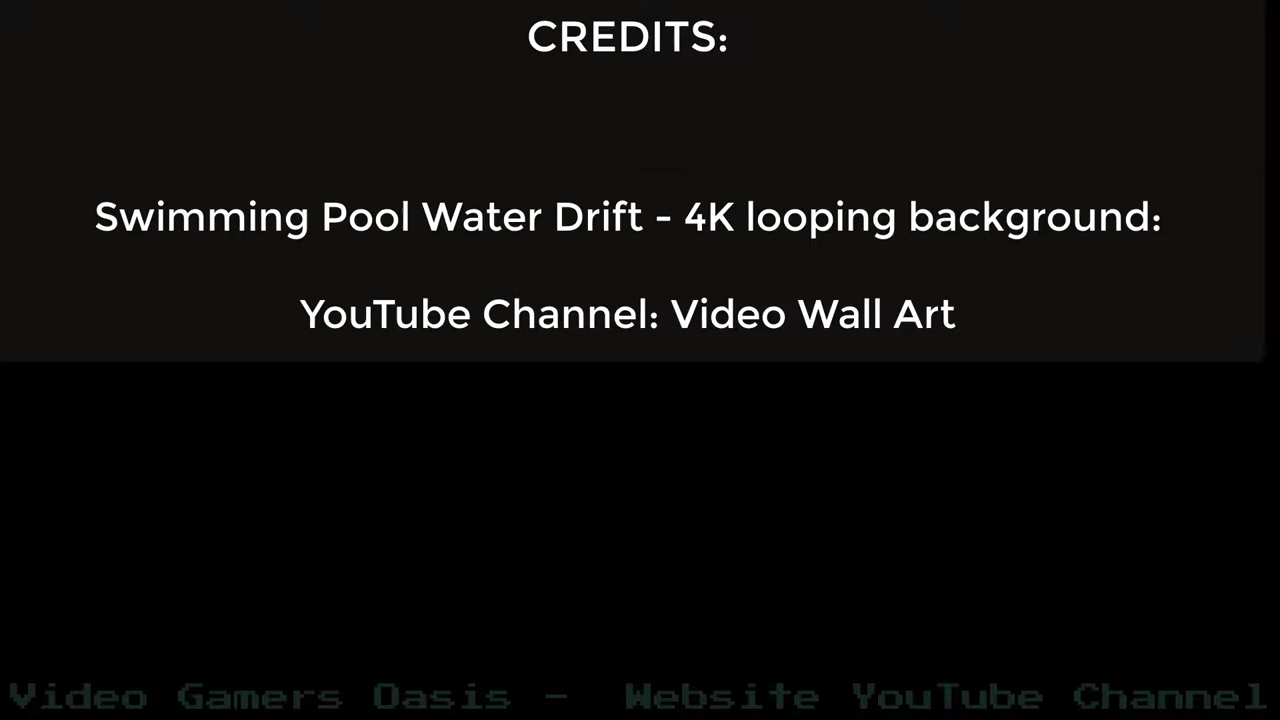 CREDITS:
Swimming Pool Water Drift - 4K looping background:
YouTube Channel: Video Wall Art
Video Gamers Oasis - Website YouTube Channel